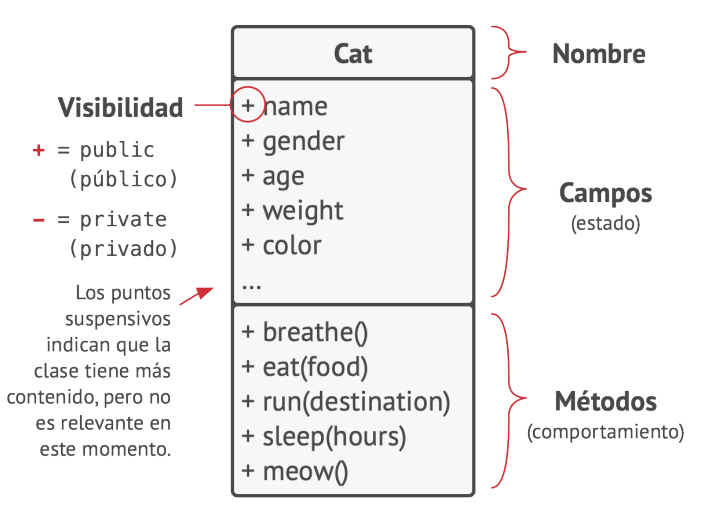 Cat
Nombre
Visibilidad
+ = public
(público)
− = private
(privado)
Los puntos
suspensivos
indican que la
clase tiene más
contenido, pero no
es relevante en
este momento.
+ name
+ gender
+ age
+ weight
+ color
...
Campos
(estado)
+ breathe()
+ eat(food)
+ run(destination)
+ sleep(hours)
+ meow()
Métodos
(comportamiento)